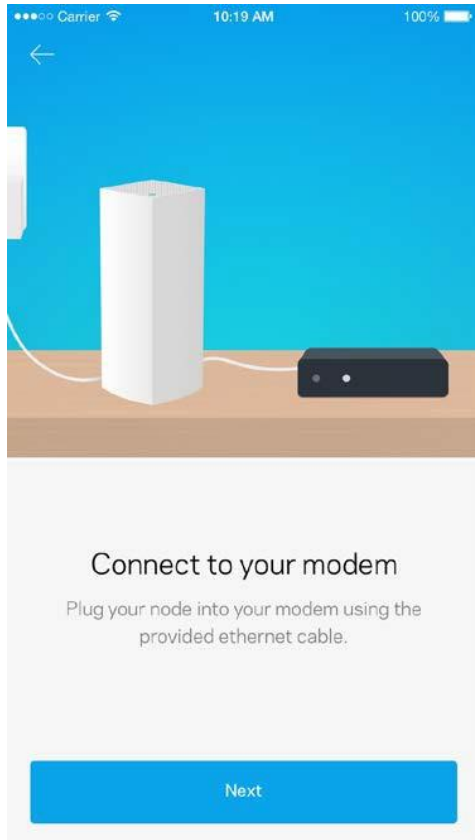 Carrier 10:19 AM 100%
Connect to your modem
Plug your node into your modem using the
provided ethernet cable.
Next